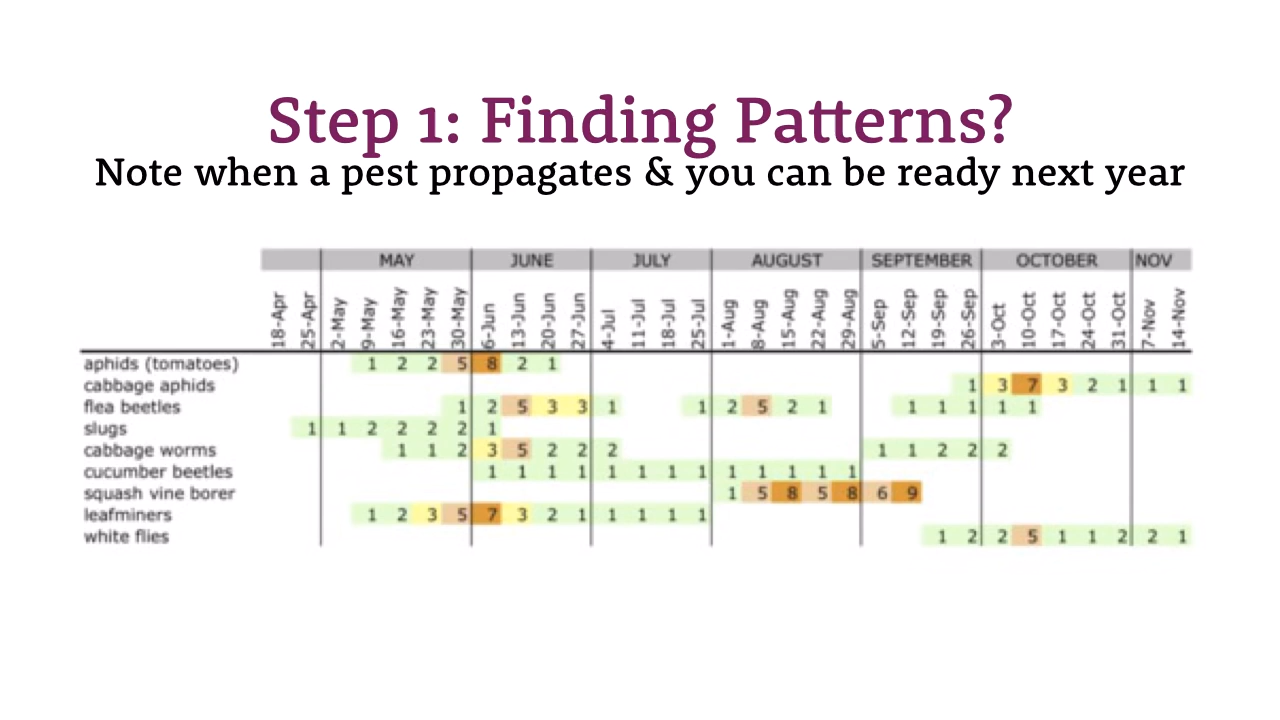 Step 1: Finding Patterns?
Note when a pest propagates & you can be ready next year
MAY JUNE JULY AUGUST SEPTEMBER OCTOBER NOV
18-Apr 25-Apr 2-May 9-May 16-May 23-May 30-May 6-Jun 13-Jun 20-Jun 27-Jun 4-Jul 11-Jul 18-Jul 25-Jul 1-Aug 8-Aug 15-Aug 22-Aug 29-Aug 5-Sep 12-Sep 19-Sep 26-Sep 3-Oct 10-Oct 17-Oct 24-Oct 31-Oct 7-Nov 14-Nov
aphids (tomatoes) 1 2 2 5 8 2 1
cabbage aphids 1 3 7 3 2 1 1 1
flea beetles 1 2 5 3 3 1 1 2 5 2 1 1 1 1 1 1
slugs 1 1 2 2 2 2 1
cabbage worms 1 1 2 3 5 2 2 2 1 1 2 2 2
cucumber beetles 1 1 1 1 1 1 1 1 1 1 1 1 1
squash vine borer 1 5 8 5 8 6 9
leafminers 1 2 3 5 7 3 2 1 1 1 1 1
white flies 1 2 2 5 1 1 2 2 1